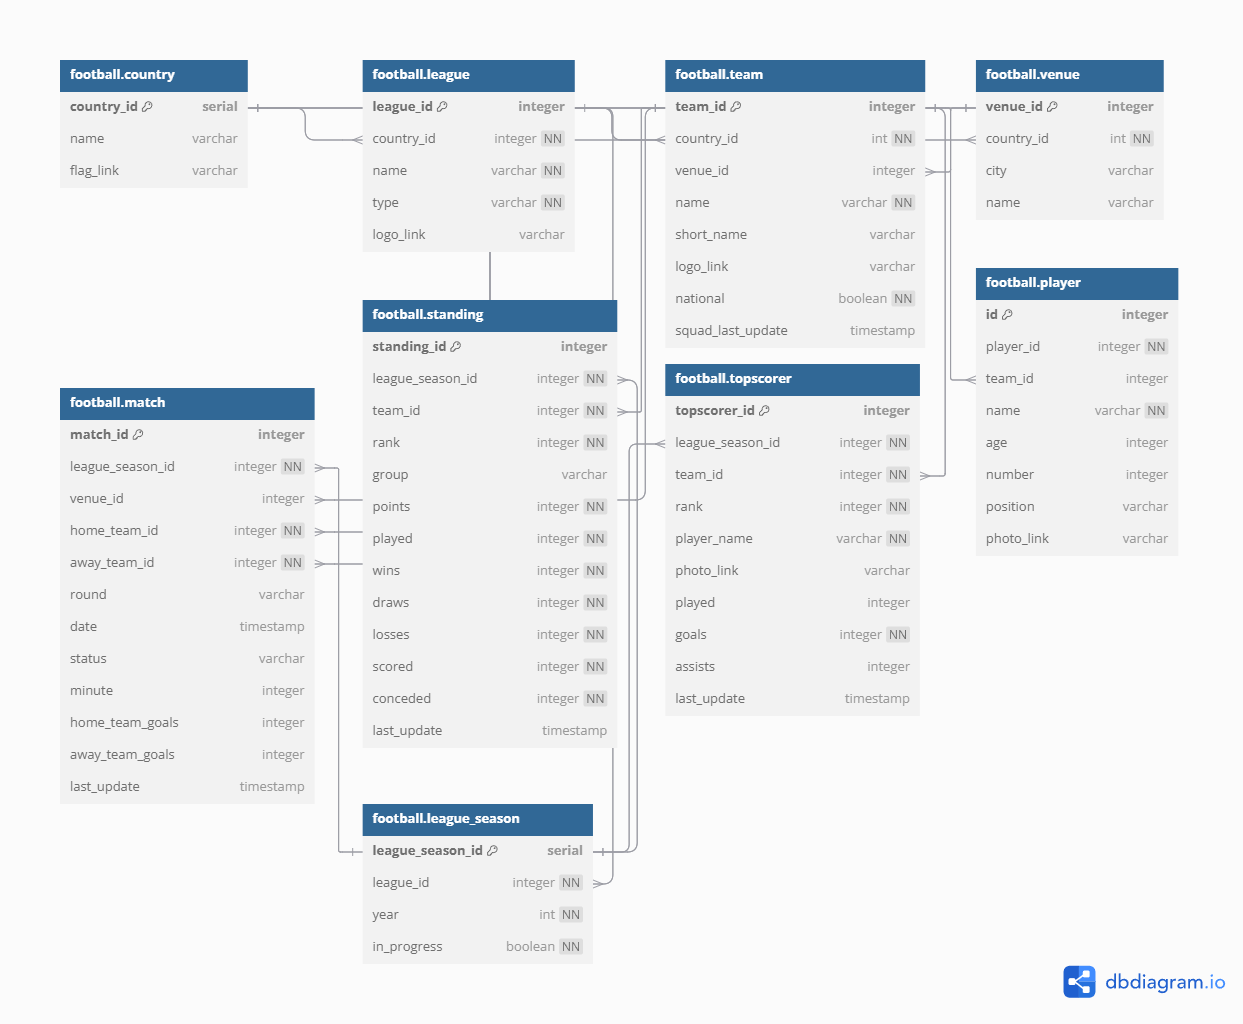 football.country
country_id serial
name varchar
flag_link varchar
football.league
league_id integer
country_id integer NN
name varchar NN
type varchar NN
logo_link varchar
football.team
team_id integer
country_id int NN
venue_id integer
name varchar NN
short_name varchar
logo_link varchar
national boolean NN
squad_last_update timestamp
football.venue
venue_id integer
country_id int NN
city varchar
name varchar
football.player
id integer
player_id integer NN
team_id integer
name varchar NN
age integer
number integer
position varchar
photo_link varchar
football.standing
standing_id integer
league_season_id integer NN
team_id integer NN
rank integer NN
group varchar
points integer NN
played integer NN
wins integer NN
draws integer NN
losses integer NN
scored integer NN
conceded integer NN
last_update timestamp
football.topscorer
topscorer_id integer
league_season_id integer NN
team_id integer NN
rank integer NN
player_name varchar NN
photo_link varchar
played integer
goals integer NN
assists integer
last_update timestamp
football.match
match_id integer
league_season_id integer NN
venue_id integer
home_team_id integer NN
away_team_id integer NN
round varchar
date timestamp
status varchar
minute integer
home_team_goals integer
away_team_goals integer
last_update timestamp
football.league_season
league_season_id serial
league_id integer NN
year int NN
in_progress boolean NN
dbdiagram.io